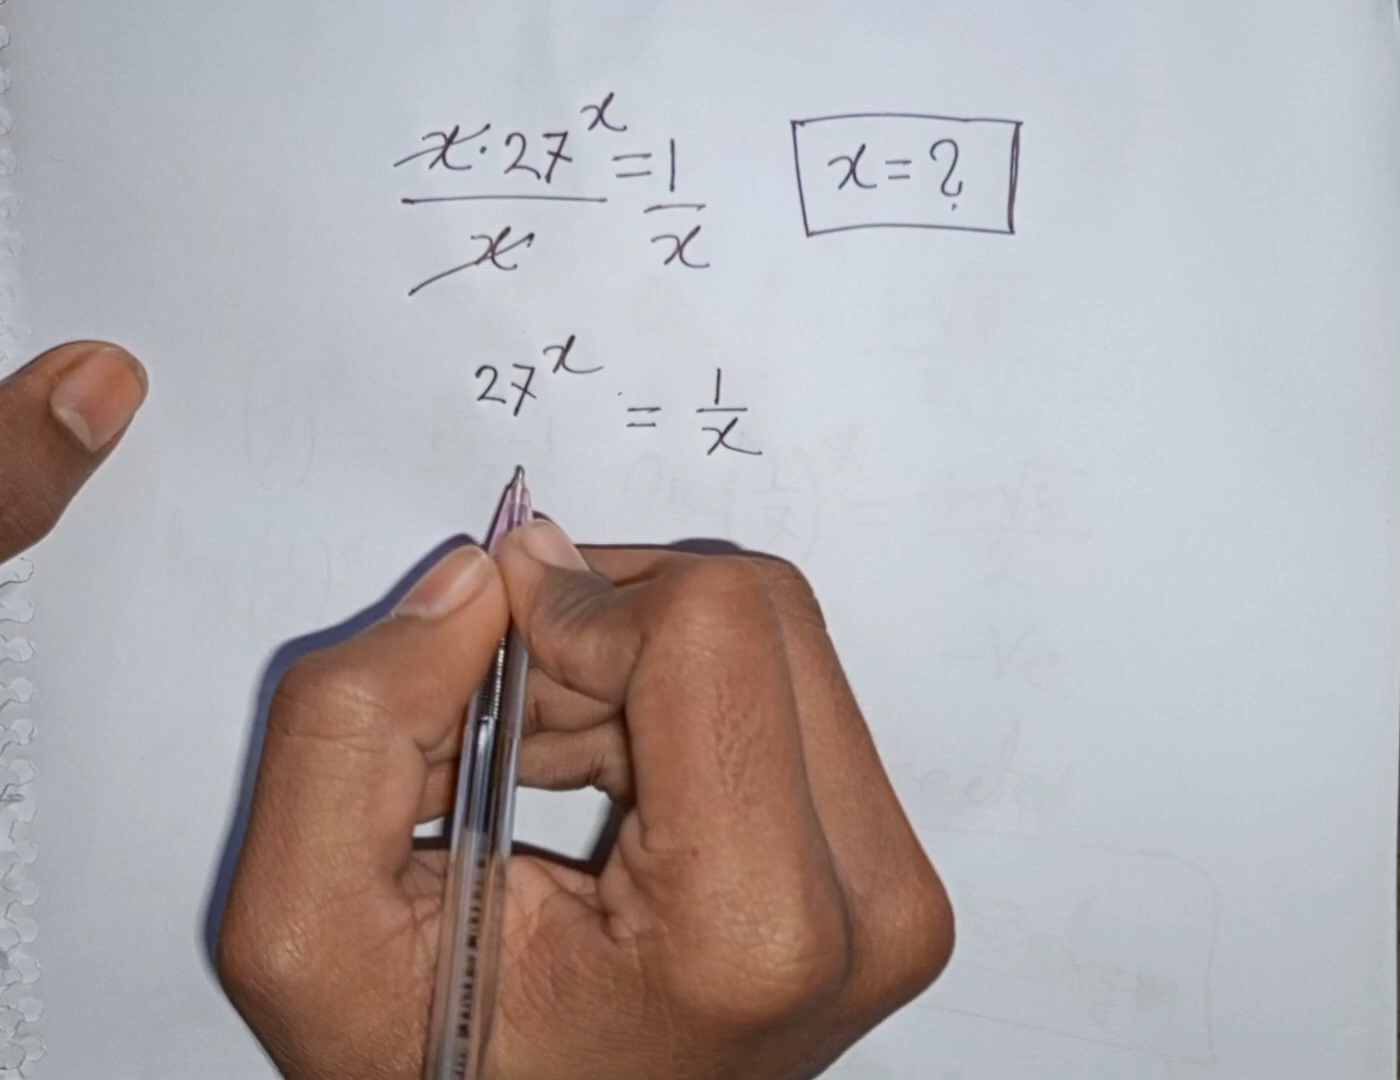 x·27^x/x = 1/x
x = ?
27^x = 1/x